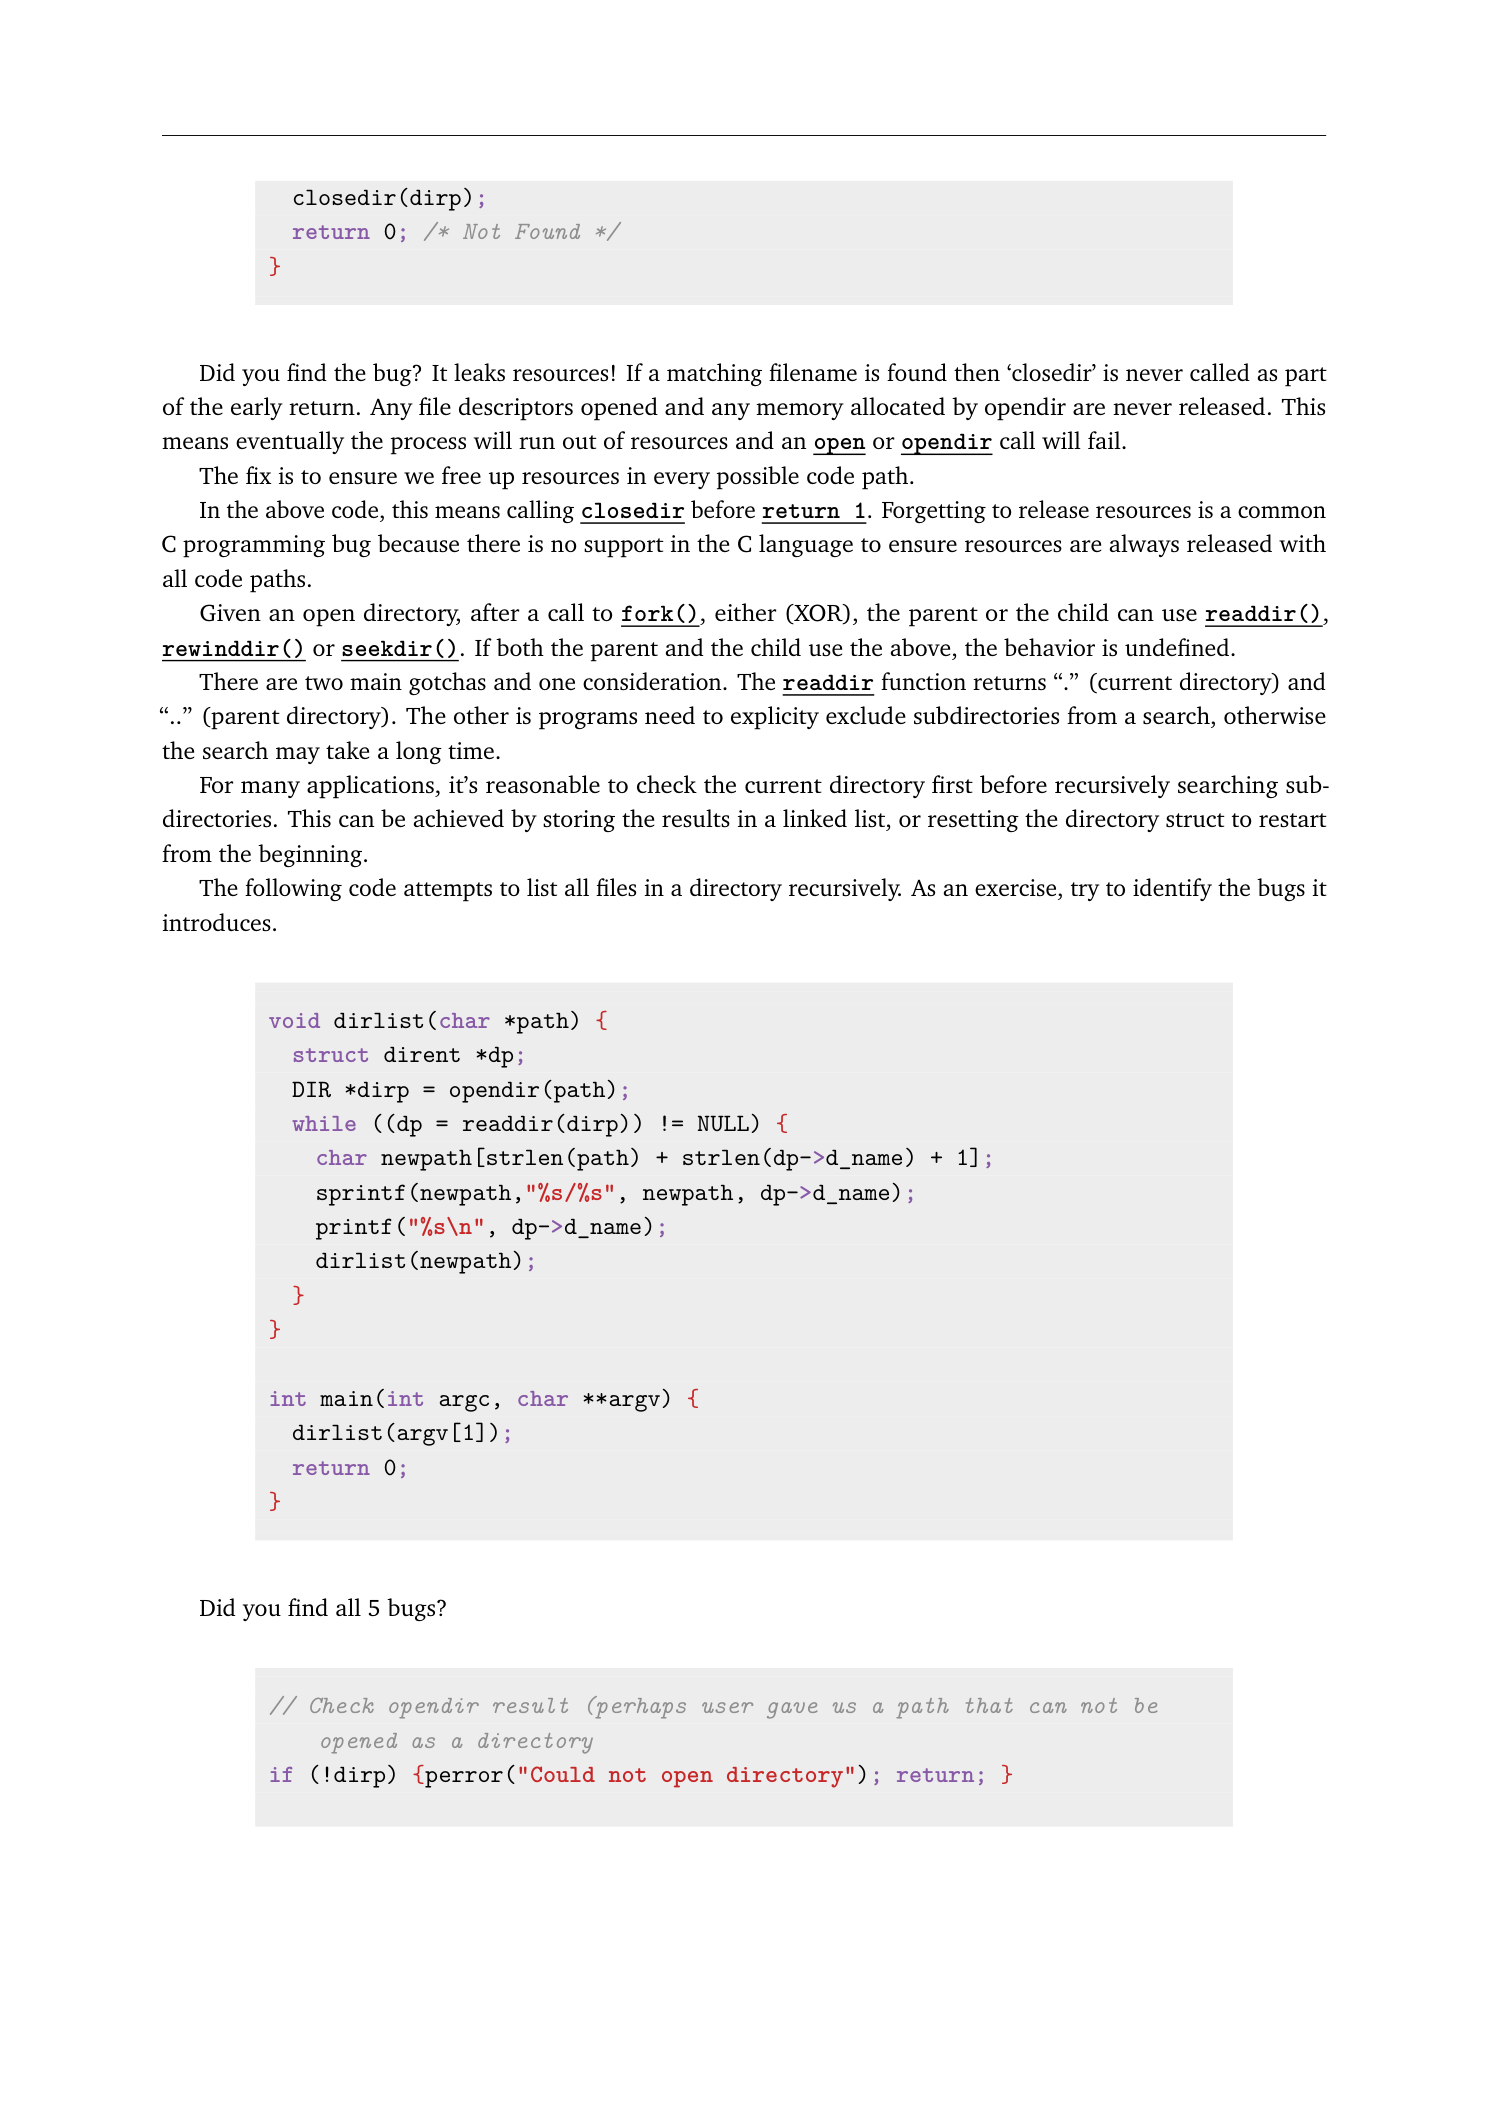 closedir(dirp);
return 0; /* Not Found */
}
Did you find the bug? It leaks resources! If a matching filename is found then ‘closedir’ is never called as part
of the early return. Any file descriptors opened and any memory allocated by opendir are never released. This
means eventually the process will run out of resources and an open or opendir call will fail.
The fix is to ensure we free up resources in every possible code path.
In the above code, this means calling closedir before return 1. Forgetting to release resources is a common
C programming bug because there is no support in the C language to ensure resources are always released with
all code paths.
Given an open directory, after a call to fork(), either (XOR), the parent or the child can use readdir(),
rewinddir() or seekdir(). If both the parent and the child use the above, the behavior is undefined.
There are two main gotchas and one consideration. The readdir function returns “.” (current directory) and
“..” (parent directory). The other is programs need to explicity exclude subdirectories from a search, otherwise
the search may take a long time.
For many applications, it’s reasonable to check the current directory first before recursively searching sub-
directories. This can be achieved by storing the results in a linked list, or resetting the directory struct to restart
from the beginning.
The following code attempts to list all files in a directory recursively. As an exercise, try to identify the bugs it
introduces.
void dirlist(char *path) {
struct dirent *dp;
DIR *dirp = opendir(path);
while ((dp = readdir(dirp)) != NULL) {
char newpath[strlen(path) + strlen(dp->d_name) + 1];
sprintf(newpath,"%s/%s", newpath, dp->d_name);
printf("%s\n", dp->d_name);
dirlist(newpath);
}
}
int main(int argc, char **argv) {
dirlist(argv[1]);
return 0;
}
Did you find all 5 bugs?
// Check opendir result (perhaps user gave us a path that can not be
opened as a directory
if (!dirp) {perror("Could not open directory"); return; }